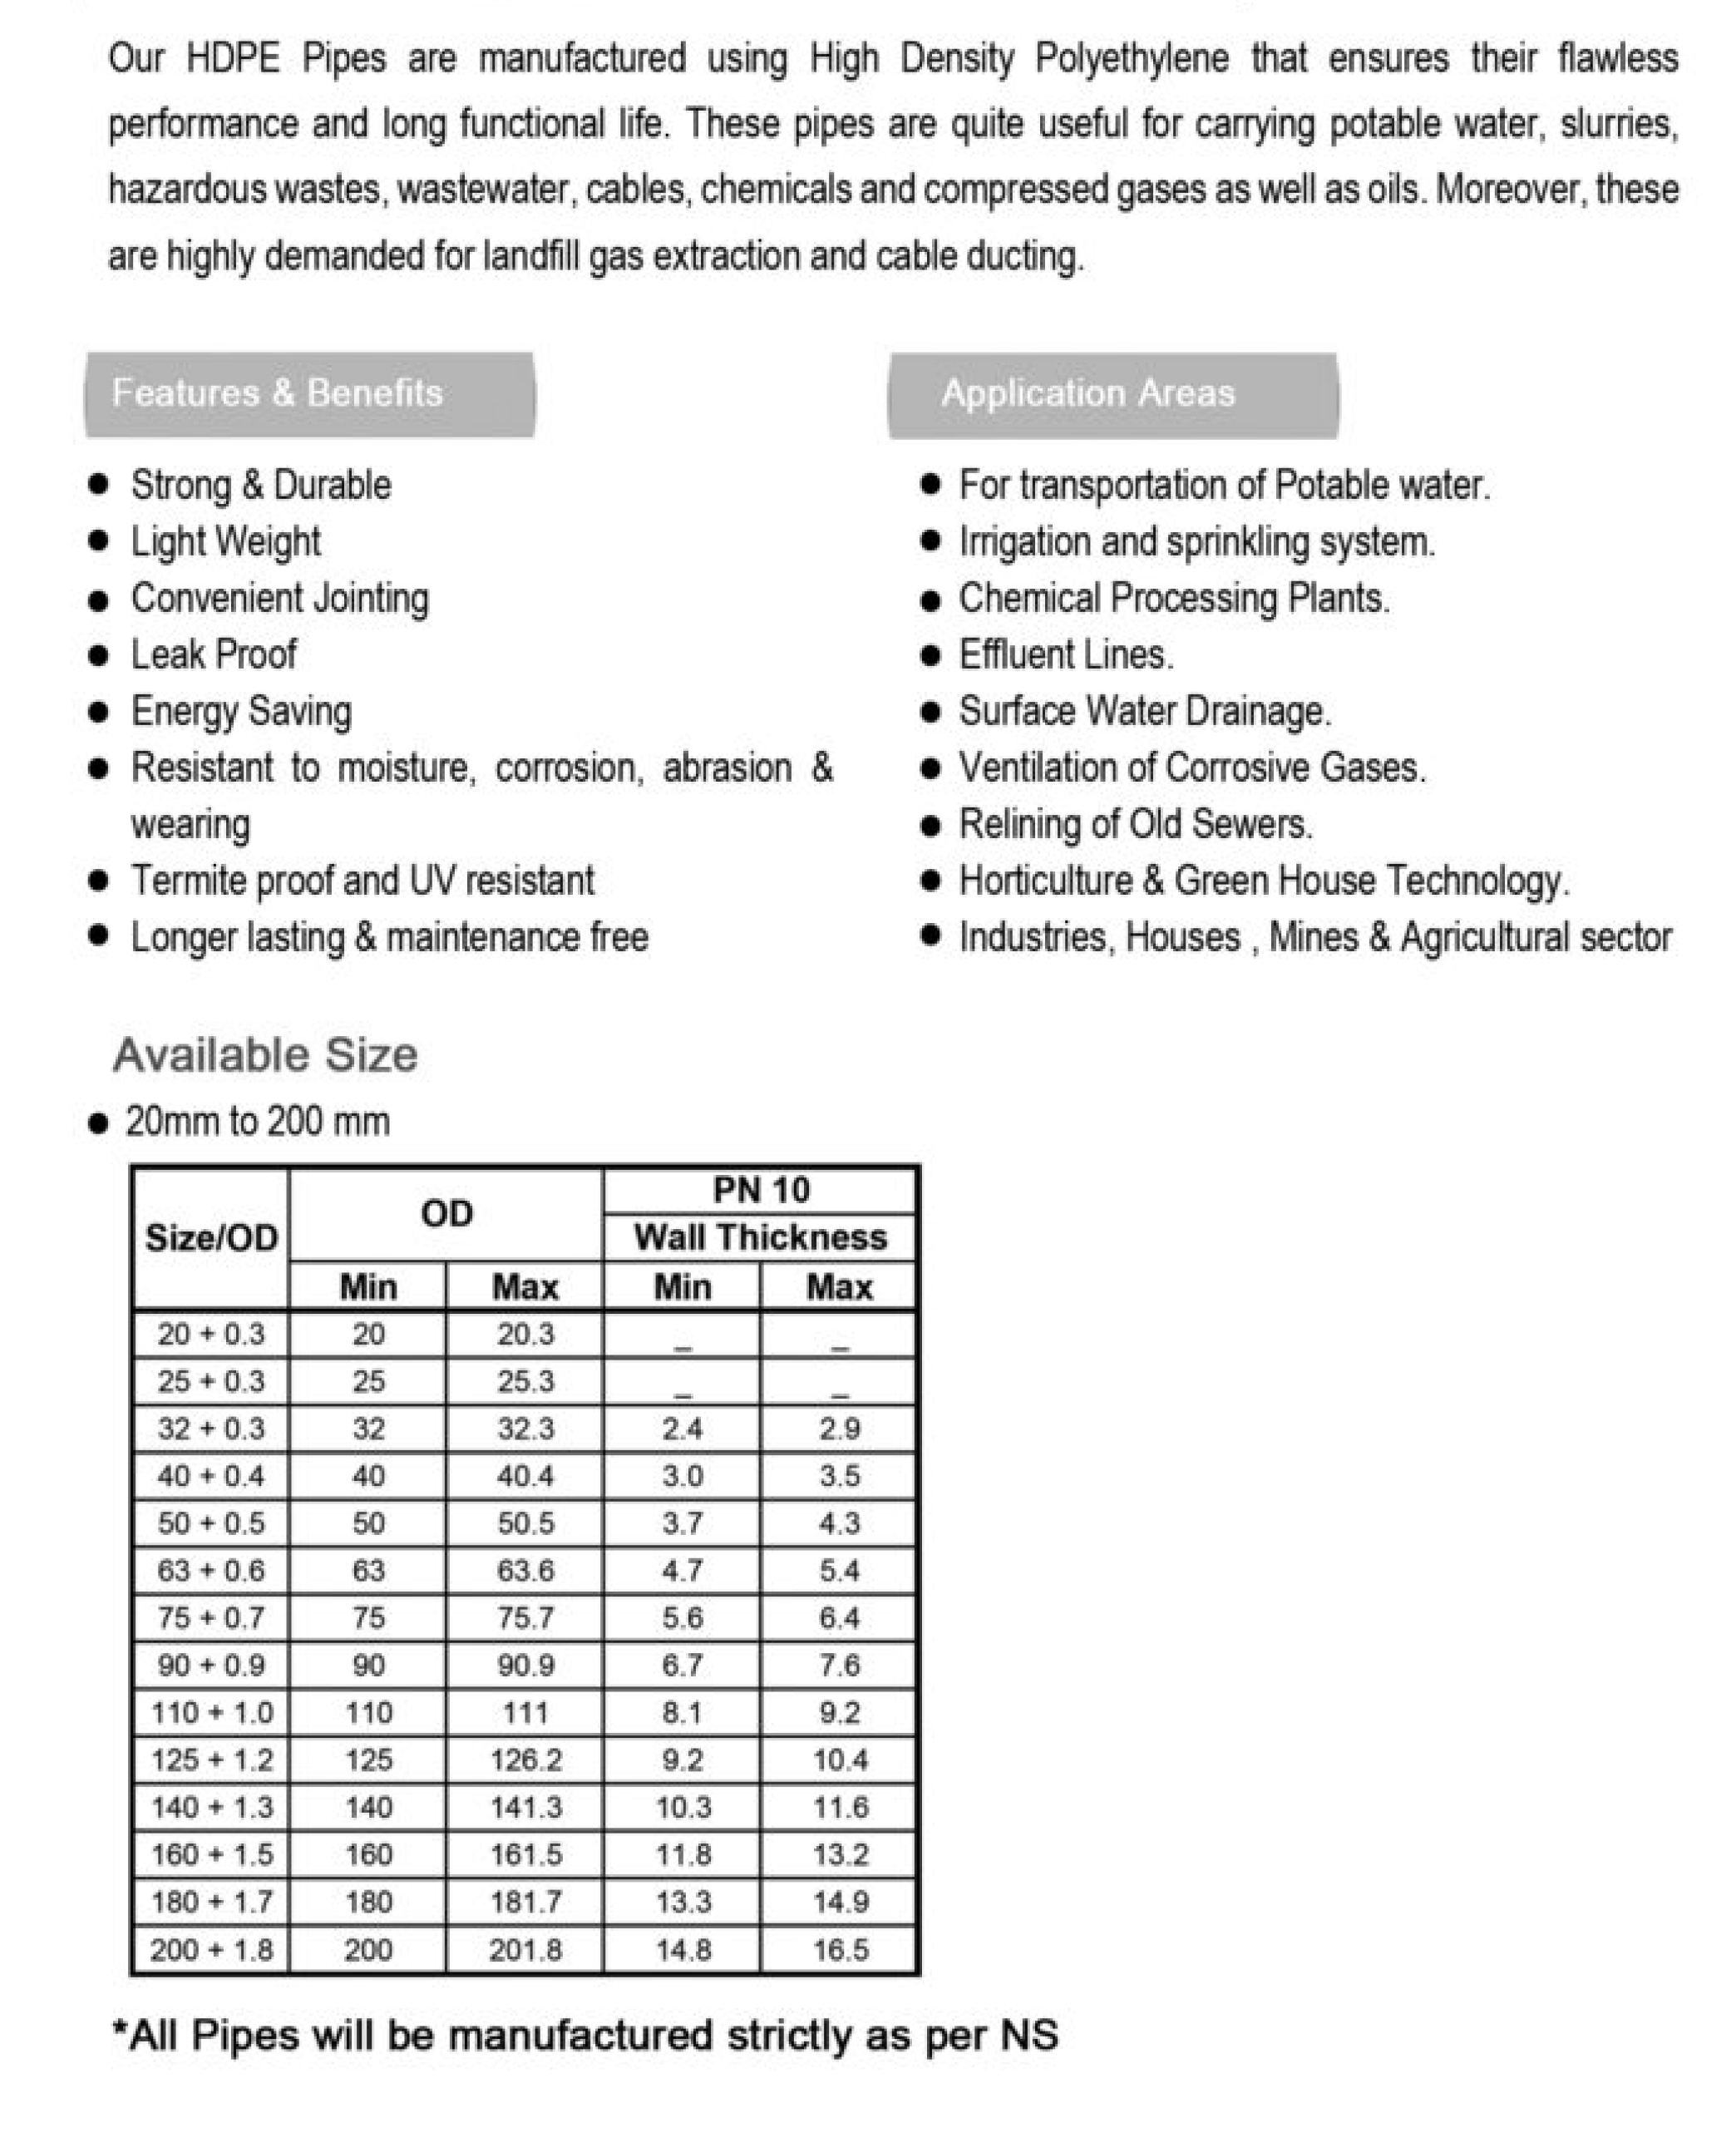 Our HDPE Pipes are manufactured using High Density Polyethylene that ensures their flawless
performance and long functional life. These pipes are quite useful for carrying potable water, slurries,
hazardous wastes, wastewater, cables, chemicals and compressed gases as well as oils. Moreover, these
are highly demanded for landfill gas extraction and cable ducting.
Features & Benefits
● Strong & Durable
● Light Weight
● Convenient Jointing
● Leak Proof
● Energy Saving
● Resistant to moisture, corrosion, abrasion &
wearing
● Termite proof and UV resistant
● Longer lasting & maintenance free
Application Areas
● For transportation of Potable water.
● Irrigation and sprinkling system.
● Chemical Processing Plants.
● Effluent Lines.
● Surface Water Drainage.
● Ventilation of Corrosive Gases.
● Relining of Old Sewers.
● Horticulture & Green House Technology.
● Industries, Houses , Mines & Agricultural sector
Available Size
● 20mm to 200 mm
Size/OD OD PN 10
Wall Thickness
Min Max Min Max
20 + 0.3 20 20.3 _ _
25 + 0.3 25 25.3 _ _
32 + 0.3 32 32.3 2.4 2.9
40 + 0.4 40 40.4 3.0 3.5
50 + 0.5 50 50.5 3.7 4.3
63 + 0.6 63 63.6 4.7 5.4
75 + 0.7 75 75.7 5.6 6.4
90 + 0.9 90 90.9 6.7 7.6
110 + 1.0 110 111 8.1 9.2
125 + 1.2 125 126.2 9.2 10.4
140 + 1.3 140 141.3 10.3 11.6
160 + 1.5 160 161.5 11.8 13.2
180 + 1.7 180 181.7 13.3 14.9
200 + 1.8 200 201.8 14.8 16.5
*All Pipes will be manufactured strictly as per NS